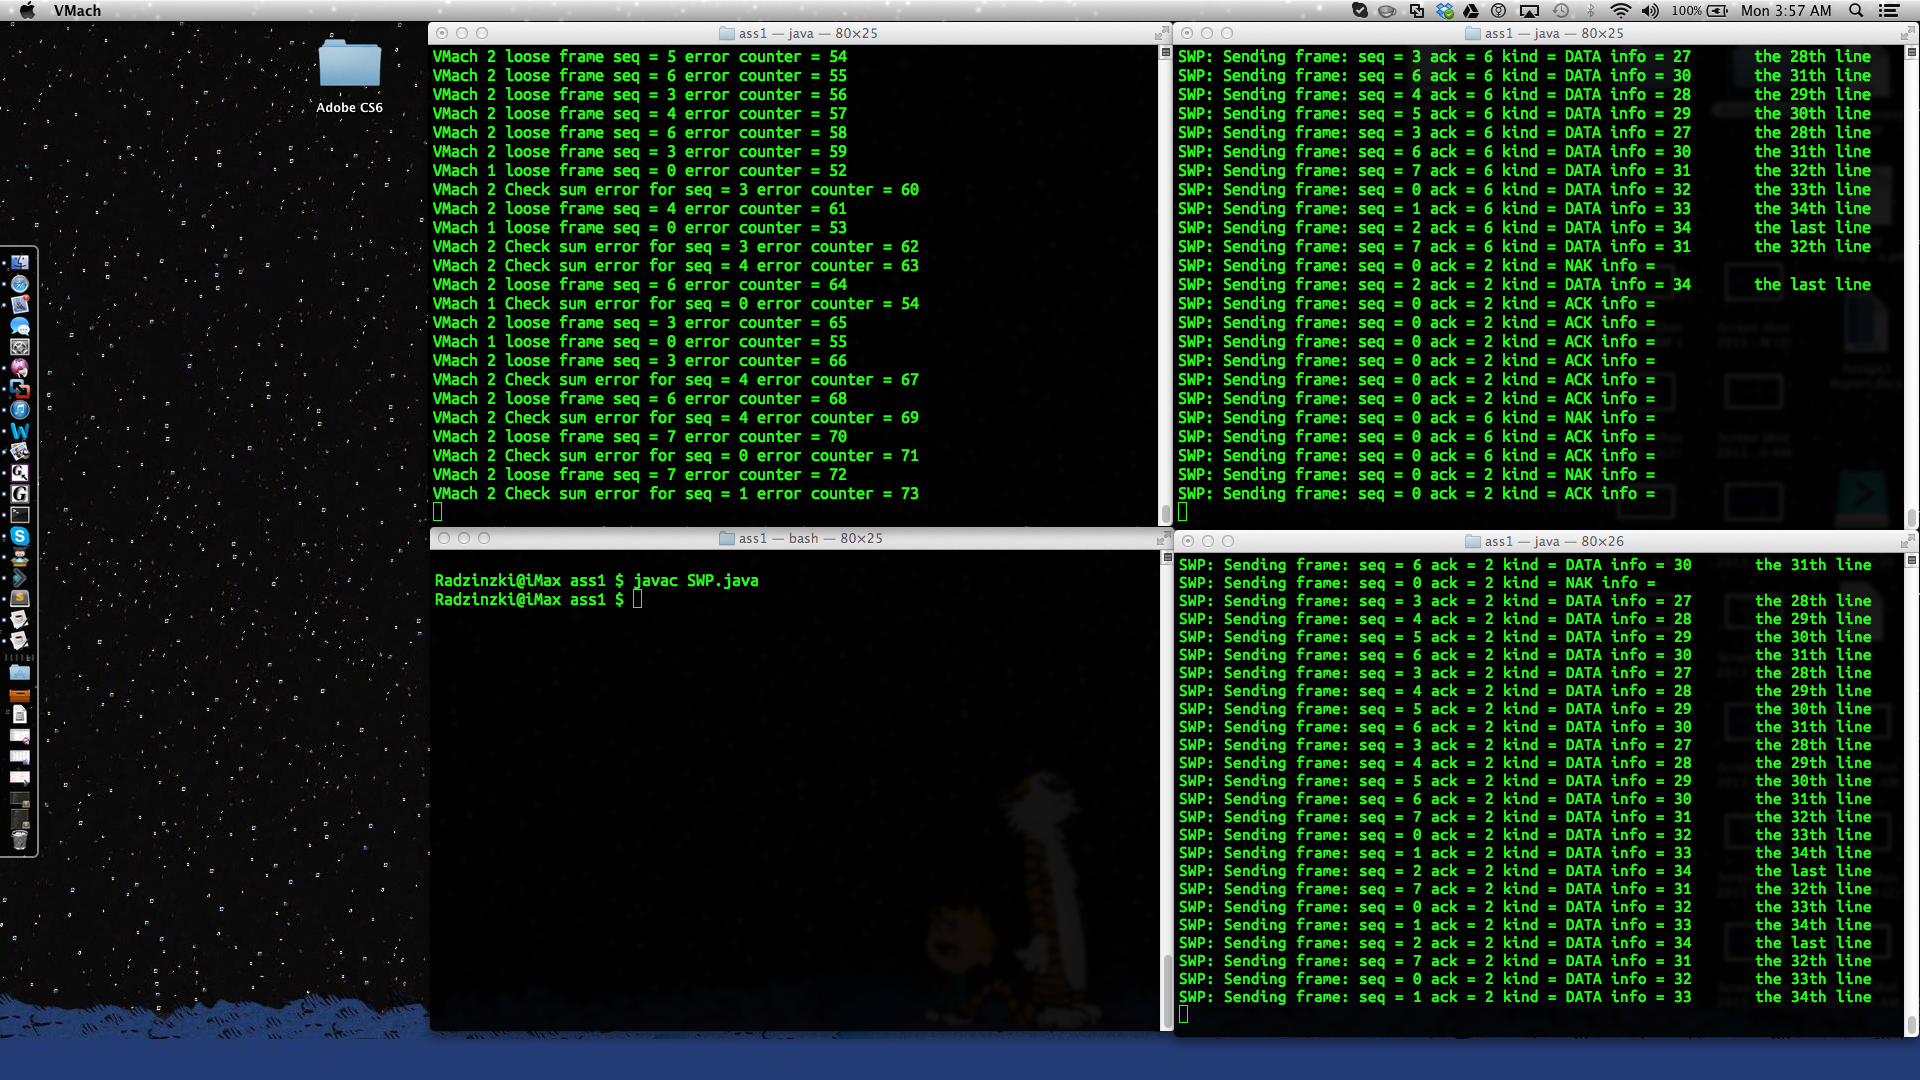 VMach
100%
Mon 3:57 AM
Adobe CS6
ass1 — java — 80×25
VMach 2 loose frame seq = 5 error counter = 54
VMach 2 loose frame seq = 6 error counter = 55
VMach 2 loose frame seq = 3 error counter = 56
VMach 2 loose frame seq = 4 error counter = 57
VMach 2 loose frame seq = 6 error counter = 58
VMach 2 loose frame seq = 3 error counter = 59
VMach 1 loose frame seq = 0 error counter = 52
VMach 2 Check sum error for seq = 3 error counter = 60
VMach 2 loose frame seq = 4 error counter = 61
VMach 1 loose frame seq = 0 error counter = 53
VMach 2 Check sum error for seq = 3 error counter = 62
VMach 2 Check sum error for seq = 4 error counter = 63
VMach 2 loose frame seq = 6 error counter = 64
VMach 1 Check sum error for seq = 0 error counter = 54
VMach 2 loose frame seq = 3 error counter = 65
VMach 1 loose frame seq = 0 error counter = 55
VMach 2 loose frame seq = 3 error counter = 66
VMach 2 Check sum error for seq = 4 error counter = 67
VMach 2 loose frame seq = 6 error counter = 68
VMach 2 Check sum error for seq = 4 error counter = 69
VMach 2 loose frame seq = 7 error counter = 70
VMach 2 Check sum error for seq = 0 error counter = 71
VMach 2 loose frame seq = 7 error counter = 72
VMach 2 Check sum error for seq = 1 error counter = 73
ass1 — java — 80×25
SWP: Sending frame: seq = 3 ack = 6 kind = DATA info = 27 the 28th line
SWP: Sending frame: seq = 6 ack = 6 kind = DATA info = 30 the 31th line
SWP: Sending frame: seq = 4 ack = 6 kind = DATA info = 28 the 29th line
SWP: Sending frame: seq = 5 ack = 6 kind = DATA info = 29 the 30th line
SWP: Sending frame: seq = 3 ack = 6 kind = DATA info = 27 the 28th line
SWP: Sending frame: seq = 6 ack = 6 kind = DATA info = 30 the 31th line
SWP: Sending frame: seq = 7 ack = 6 kind = DATA info = 31 the 32th line
SWP: Sending frame: seq = 0 ack = 6 kind = DATA info = 32 the 33th line
SWP: Sending frame: seq = 1 ack = 6 kind = DATA info = 33 the 34th line
SWP: Sending frame: seq = 2 ack = 6 kind = DATA info = 34 the last line
SWP: Sending frame: seq = 7 ack = 6 kind = DATA info = 31 the 32th line
SWP: Sending frame: seq = 0 ack = 2 kind = NAK info =
SWP: Sending frame: seq = 2 ack = 2 kind = DATA info = 34 the last line
SWP: Sending frame: seq = 0 ack = 2 kind = ACK info =
SWP: Sending frame: seq = 0 ack = 2 kind = ACK info =
SWP: Sending frame: seq = 0 ack = 2 kind = ACK info =
SWP: Sending frame: seq = 0 ack = 2 kind = ACK info =
SWP: Sending frame: seq = 0 ack = 2 kind = ACK info =
SWP: Sending frame: seq = 0 ack = 2 kind = ACK info =
SWP: Sending frame: seq = 0 ack = 6 kind = NAK info =
SWP: Sending frame: seq = 0 ack = 6 kind = ACK info =
SWP: Sending frame: seq = 0 ack = 6 kind = ACK info =
SWP: Sending frame: seq = 0 ack = 2 kind = NAK info =
SWP: Sending frame: seq = 0 ack = 2 kind = ACK info =
ass1 — bash — 80×25
Radzinzki@iMax ass1 $ javac SWP.java
Radzinzki@iMax ass1 $
ass1 — java — 80×26
SWP: Sending frame: seq = 6 ack = 2 kind = DATA info = 30 the 31th line
SWP: Sending frame: seq = 0 ack = 2 kind = NAK info =
SWP: Sending frame: seq = 3 ack = 2 kind = DATA info = 27 the 28th line
SWP: Sending frame: seq = 4 ack = 2 kind = DATA info = 28 the 29th line
SWP: Sending frame: seq = 5 ack = 2 kind = DATA info = 29 the 30th line
SWP: Sending frame: seq = 6 ack = 2 kind = DATA info = 30 the 31th line
SWP: Sending frame: seq = 3 ack = 2 kind = DATA info = 27 the 28th line
SWP: Sending frame: seq = 4 ack = 2 kind = DATA info = 28 the 29th line
SWP: Sending frame: seq = 5 ack = 2 kind = DATA info = 29 the 30th line
SWP: Sending frame: seq = 6 ack = 2 kind = DATA info = 30 the 31th line
SWP: Sending frame: seq = 3 ack = 2 kind = DATA info = 27 the 28th line
SWP: Sending frame: seq = 4 ack = 2 kind = DATA info = 28 the 29th line
SWP: Sending frame: seq = 5 ack = 2 kind = DATA info = 29 the 30th line
SWP: Sending frame: seq = 6 ack = 2 kind = DATA info = 30 the 31th line
SWP: Sending frame: seq = 7 ack = 2 kind = DATA info = 31 the 32th line
SWP: Sending frame: seq = 0 ack = 2 kind = DATA info = 32 the 33th line
SWP: Sending frame: seq = 1 ack = 2 kind = DATA info = 33 the 34th line
SWP: Sending frame: seq = 2 ack = 2 kind = DATA info = 34 the last line
SWP: Sending frame: seq = 7 ack = 2 kind = DATA info = 31 the 32th line
SWP: Sending frame: seq = 0 ack = 2 kind = DATA info = 32 the 33th line
SWP: Sending frame: seq = 1 ack = 2 kind = DATA info = 33 the 34th line
SWP: Sending frame: seq = 2 ack = 2 kind = DATA info = 34 the last line
SWP: Sending frame: seq = 7 ack = 2 kind = DATA info = 31 the 32th line
SWP: Sending frame: seq = 0 ack = 2 kind = DATA info = 32 the 33th line
SWP: Sending frame: seq = 1 ack = 2 kind = DATA info = 33 the 34th line